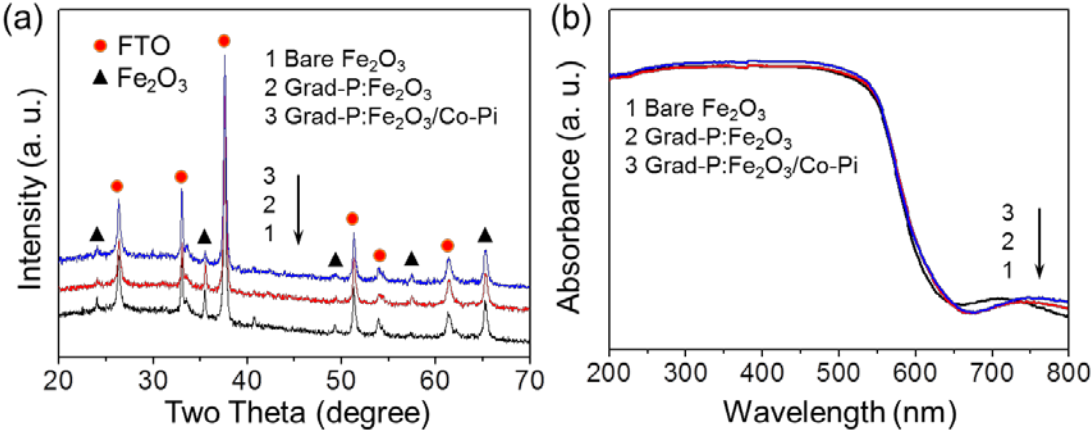 (a)
FTO
Fe₂O₃
1 Bare Fe₂O₃
2 Grad-P:Fe₂O₃
3 Grad-P:Fe₂O₃/Co-Pi
3
2
1
Intensity (a. u.)
20 30 40 50 60 70
Two Theta (degree)
(b)
1 Bare Fe₂O₃
2 Grad-P:Fe₂O₃
3 Grad-P:Fe₂O₃/Co-Pi
3
2
1
Absorbance (a. u.)
200 300 400 500 600 700 800
Wavelength (nm)